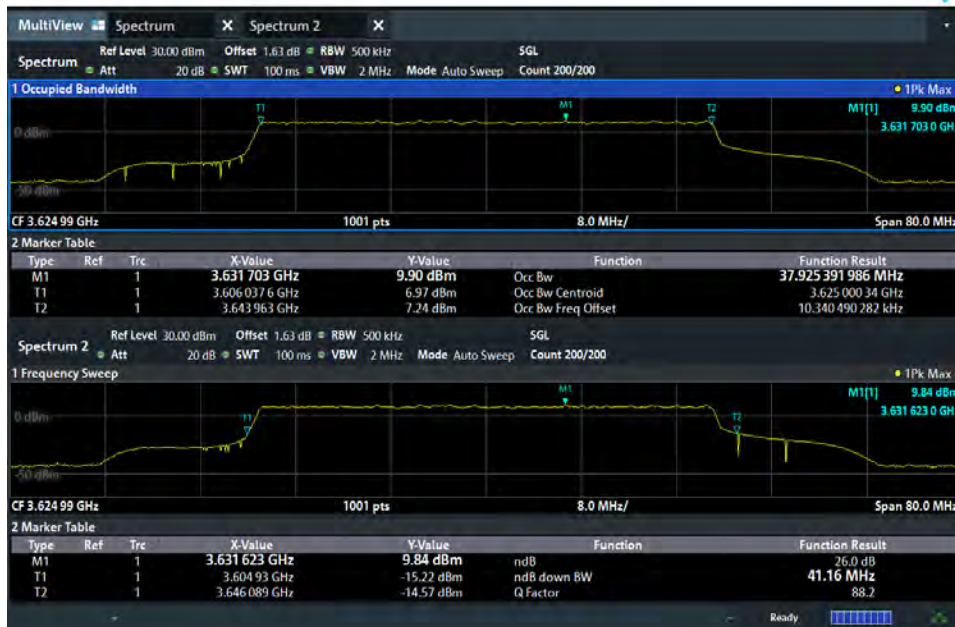 MultiView Spectrum X Spectrum 2 X
Ref Level 30.00 dBm Offset 1.63 dB RBW 500 kHz SGL
Spectrum
Att 20 dB SWT 100 ms VBW 2 MHz Mode Auto Sweep Count 200/200
1 Occupied Bandwidth 1Pk Max
T1 M1 T2 M1[1] 9.90 dBm
3.631 703 0 GH
0 dBm
-50 dBm
CF 3.624 99 GHz 1001 pts 8.0 MHz/ Span 80.0 MHz
2 Marker Table
Type Ref Trc X-Value Y-Value Function Function Result
M1 1 3.631 703 GHz 9.90 dBm Occ Bw 37.925 391 986 MHz
T1 1 3.606 037 6 GHz 6.97 dBm Occ Bw Centroid 3.625 000 34 GHz
T2 1 3.643 963 GHz 7.24 dBm Occ Bw Freq Offset 10.340 490 282 kHz
Ref Level 30.00 dBm Offset 1.63 dB RBW 500 kHz SGL
Spectrum 2
Att 20 dB SWT 100 ms VBW 2 MHz Mode Auto Sweep Count 200/200
1 Frequency Sweep 1Pk Max
M1 M1[1] 9.84 dBm
3.631 623 0 GH
0 dBm T1 T2
-50 dBm
CF 3.624 99 GHz 1001 pts 8.0 MHz/ Span 80.0 MHz
2 Marker Table
Type Ref Trc X-Value Y-Value Function Function Result
M1 1 3.631 623 GHz 9.84 dBm ndB 26.0 dB
T1 1 3.604 93 GHz -15.22 dBm ndB down BW 41.16 MHz
T2 1 3.646 089 GHz -14.57 dBm Q Factor 88.2
Ready